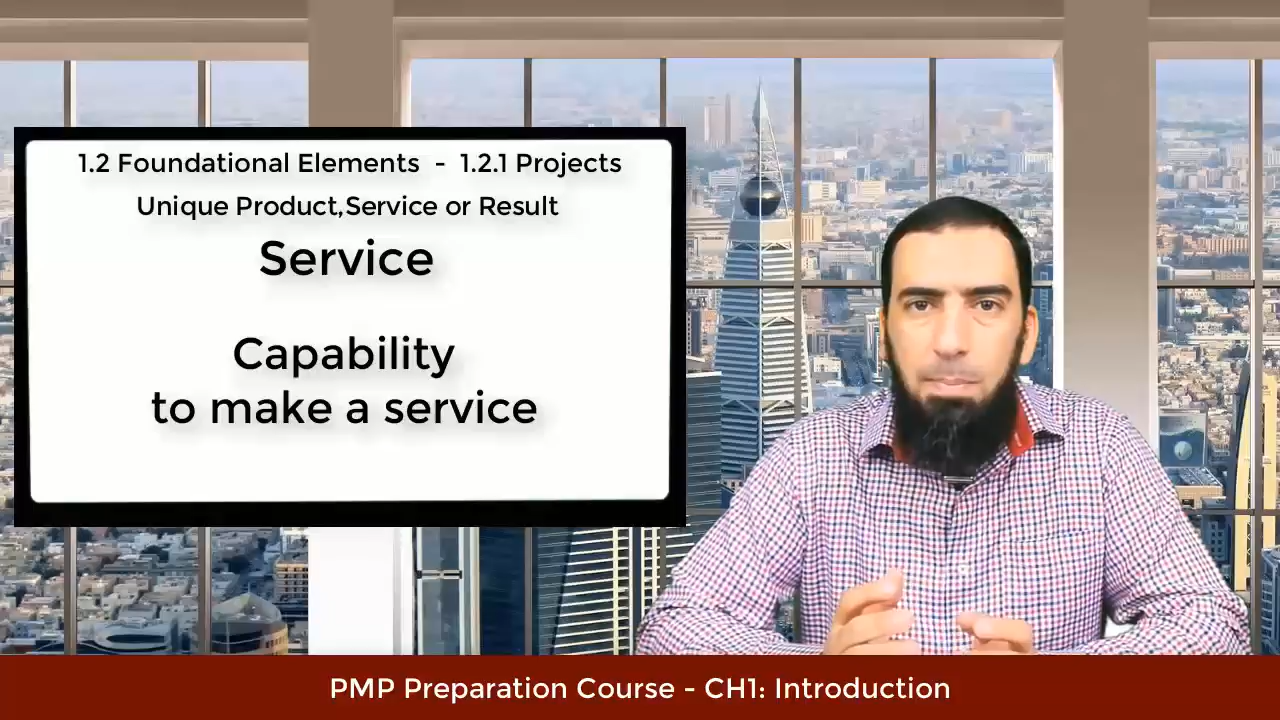 1.2 Foundational Elements - 1.2.1 Projects
Unique Product,Service or Result
Service
Capability
to make a service
PMP Preparation Course - CH1: Introduction